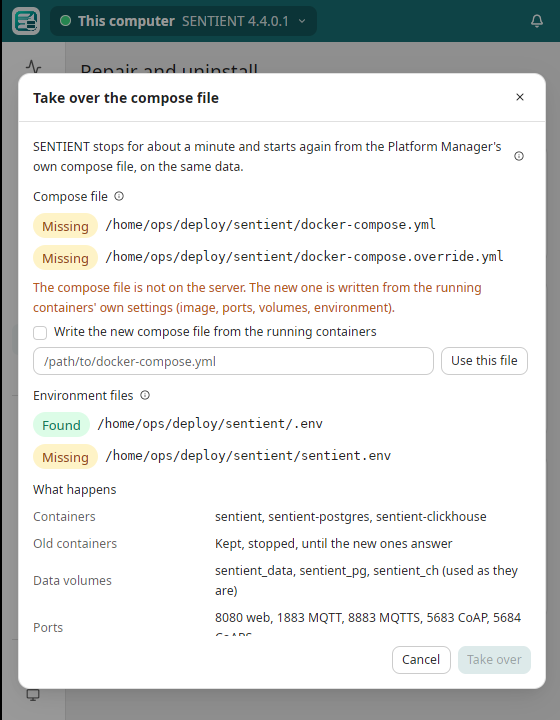 This computer SENTIENT 4.4.0.1
Repair and uninstall
Take over the compose file
SENTIENT stops for about a minute and starts again from the Platform Manager's
own compose file, on the same data.
Compose file
Missing /home/ops/deploy/sentient/docker-compose.yml
Missing /home/ops/deploy/sentient/docker-compose.override.yml
The compose file is not on the server. The new one is written from the running
containers' own settings (image, ports, volumes, environment).
Write the new compose file from the running containers
/path/to/docker-compose.yml Use this file
Environment files
Found /home/ops/deploy/sentient/.env
Missing /home/ops/deploy/sentient/sentient.env
What happens
Containers sentient, sentient-postgres, sentient-clickhouse
Old containers Kept, stopped, until the new ones answer
Data volumes sentient_data, sentient_pg, sentient_ch (used as they
are)
Ports 8080 web, 1883 MQTT, 8883 MQTTS, 5683 CoAP, 5684
CoAPS
Cancel Take over